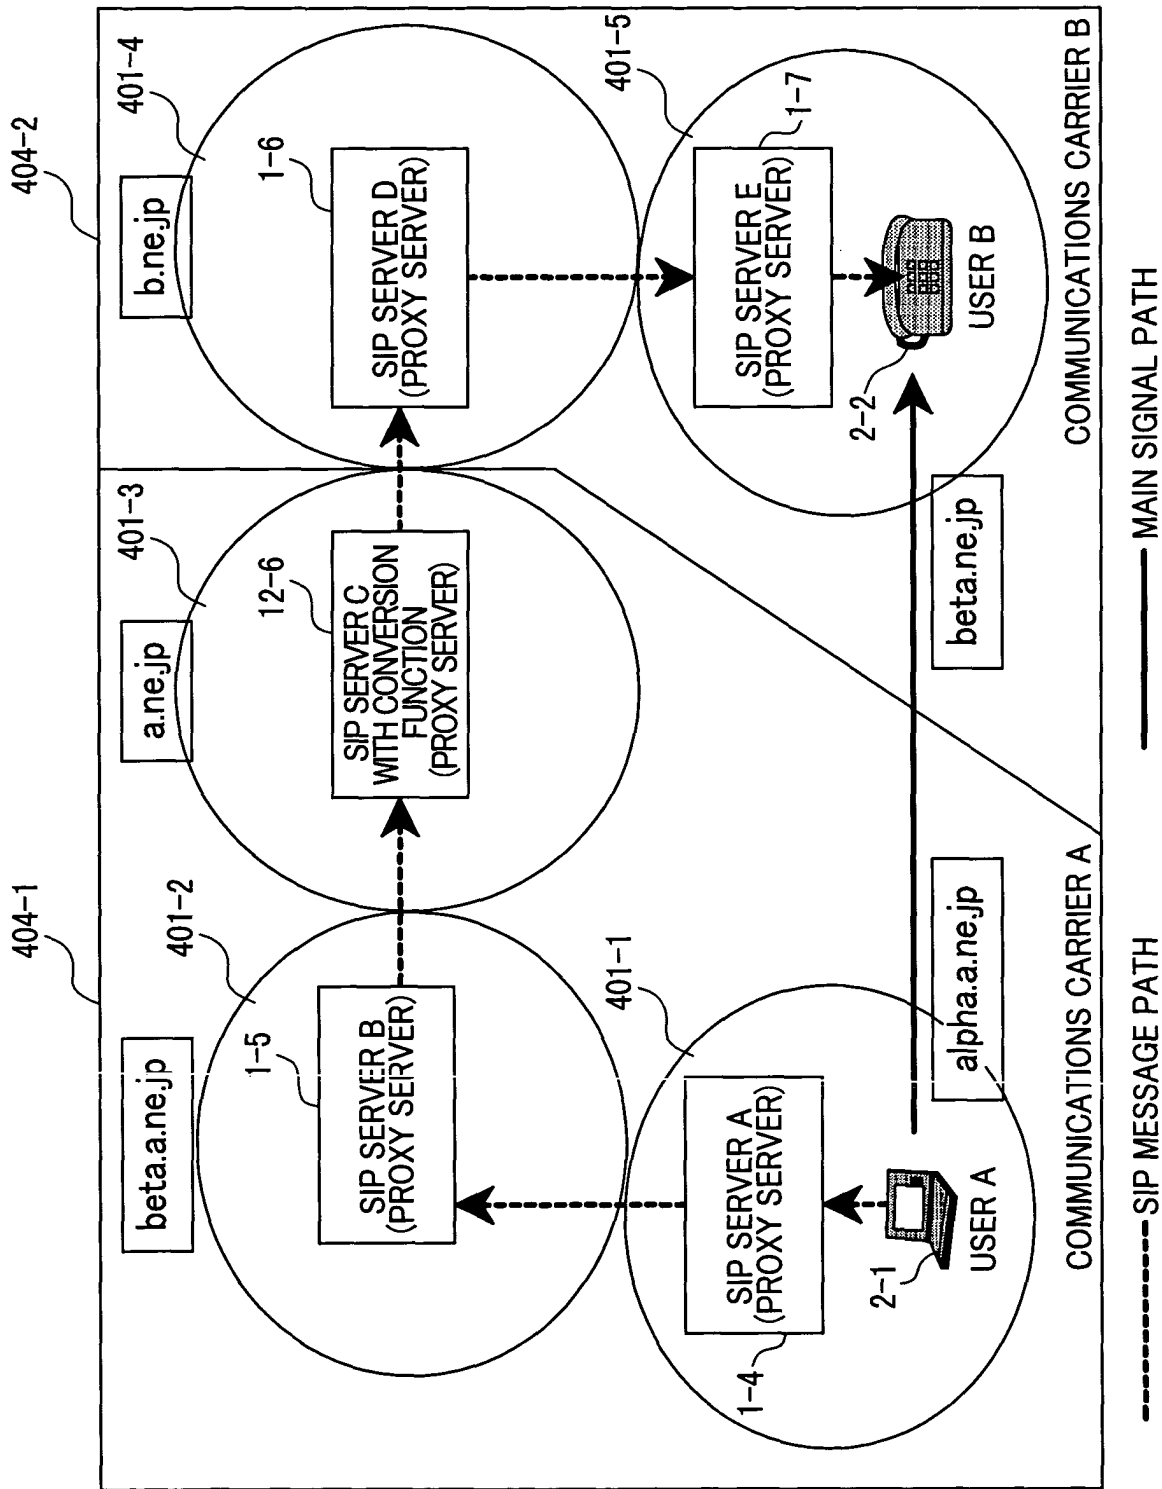 404-1
404-2
beta.a.ne.jp
a.ne.jp
b.ne.jp
401-2
401-3
401-4
1-5
12-6
1-6
SIP SERVER B
(PROXY SERVER)
SIP SERVER C
WITH CONVERSION
FUNCTION
(PROXY SERVER)
SIP SERVER D
(PROXY SERVER)
401-1
401-5
1-4
1-7
SIP SERVER A
(PROXY SERVER)
SIP SERVER E
(PROXY SERVER)
2-1
2-2
USER A
USER B
alpha.a.ne.jp
beta.ne.jp
COMMUNICATIONS CARRIER A
COMMUNICATIONS CARRIER B
SIP MESSAGE PATH
MAIN SIGNAL PATH